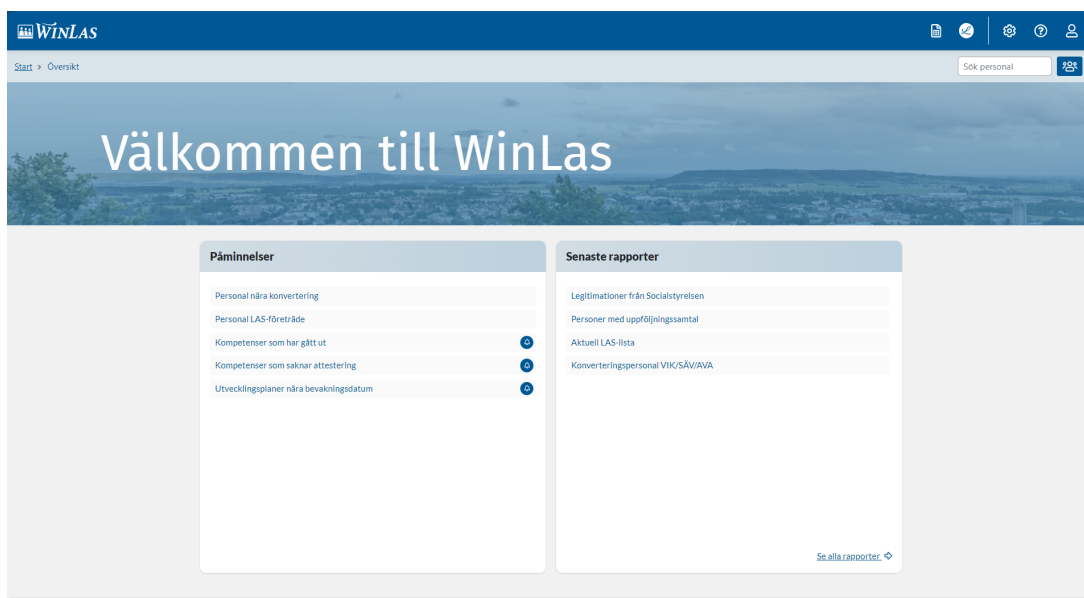 WinLas
Start > Översikt
Sök personal
Välkommen till WinLas
Påminnelser
Personal nära konvertering
Personal LAS-företräde
Kompetenser som har gått ut
Kompetenser som saknar attestering
Utvecklingsplaner nära bevakningsdatum
Senaste rapporter
Legitimationer från Socialstyrelsen
Personer med uppföljningssamtal
Aktuell LAS-lista
Konverteringspersonal VIK/SÄV/AVA
Se alla rapporter